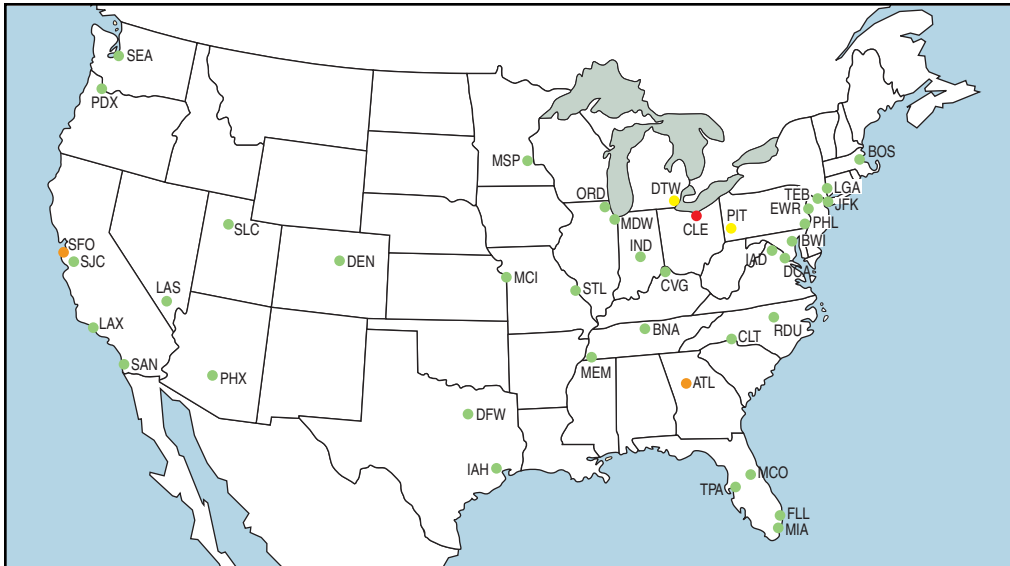 SEA
PDX
MSP
BOS
ORD
DTW
LGA
TEB
JFK
EWR
SLC
MDW
CLE
PIT
PHL
SFO
IND
BWI
SJC
DEN
IAD
DCA
MCI
CVG
LAS
STL
LAX
BNA
RDU
CLT
SAN
PHX
MEM
ATL
DFW
IAH
MCO
TPA
FLL
MIA